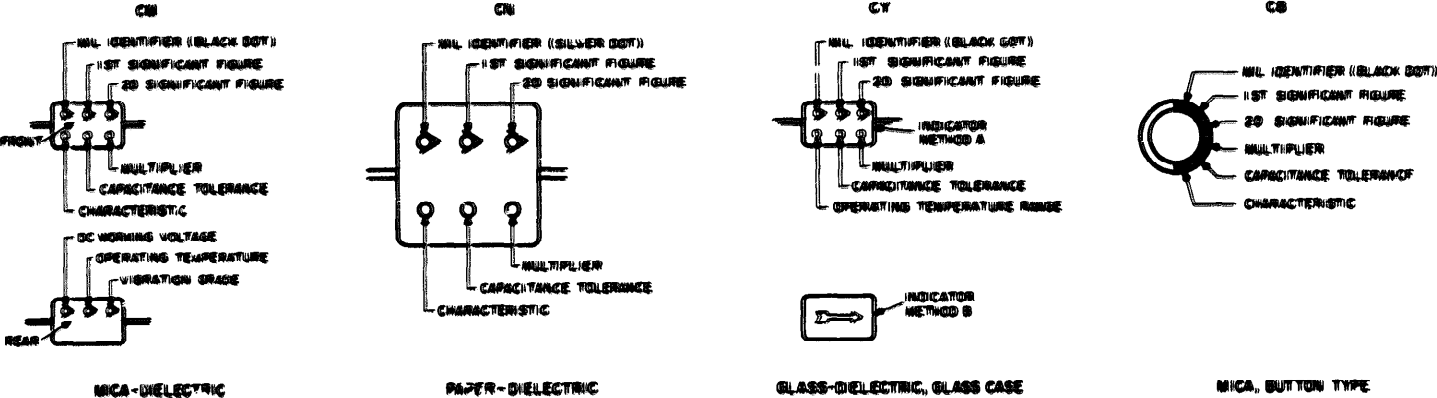 CM
MIL IDENTIFIER (BLACK DOT)
1ST SIGNIFICANT FIGURE
2D SIGNIFICANT FIGURE
FRONT
MULTIPLIER
CAPACITANCE TOLERANCE
CHARACTERISTIC
DC WORKING VOLTAGE
OPERATING TEMPERATURE
VIBRATION GRADE
REAR
MICA-DIELECTRIC
CN
MIL IDENTIFIER (SILVER DOT)
1ST SIGNIFICANT FIGURE
2D SIGNIFICANT FIGURE
MULTIPLIER
CAPACITANCE TOLERANCE
CHARACTERISTIC
PAPER-DIELECTRIC
CY
MIL IDENTIFIER (BLACK DOT)
1ST SIGNIFICANT FIGURE
2D SIGNIFICANT FIGURE
INDICATOR
METHOD A
MULTIPLIER
CAPACITANCE TOLERANCE
OPERATING TEMPERATURE RANGE
INDICATOR
METHOD B
GLASS-DIELECTRIC, GLASS CASE
CB
MIL IDENTIFIER (BLACK DOT)
1ST SIGNIFICANT FIGURE
2D SIGNIFICANT FIGURE
MULTIPLIER
CAPACITANCE TOLERANCE
CHARACTERISTIC
MICA, BUTTON TYPE